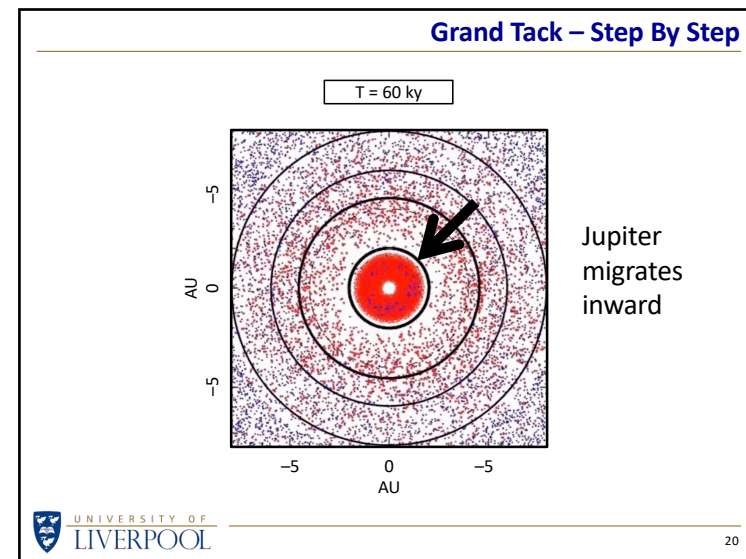 Grand Tack – Step By Step
T = 60 ky
–5
AU
0
–5
Jupiter
migrates
inward
–5
0
–5
AU
UNIVERSITY OF
LIVERPOOL
20